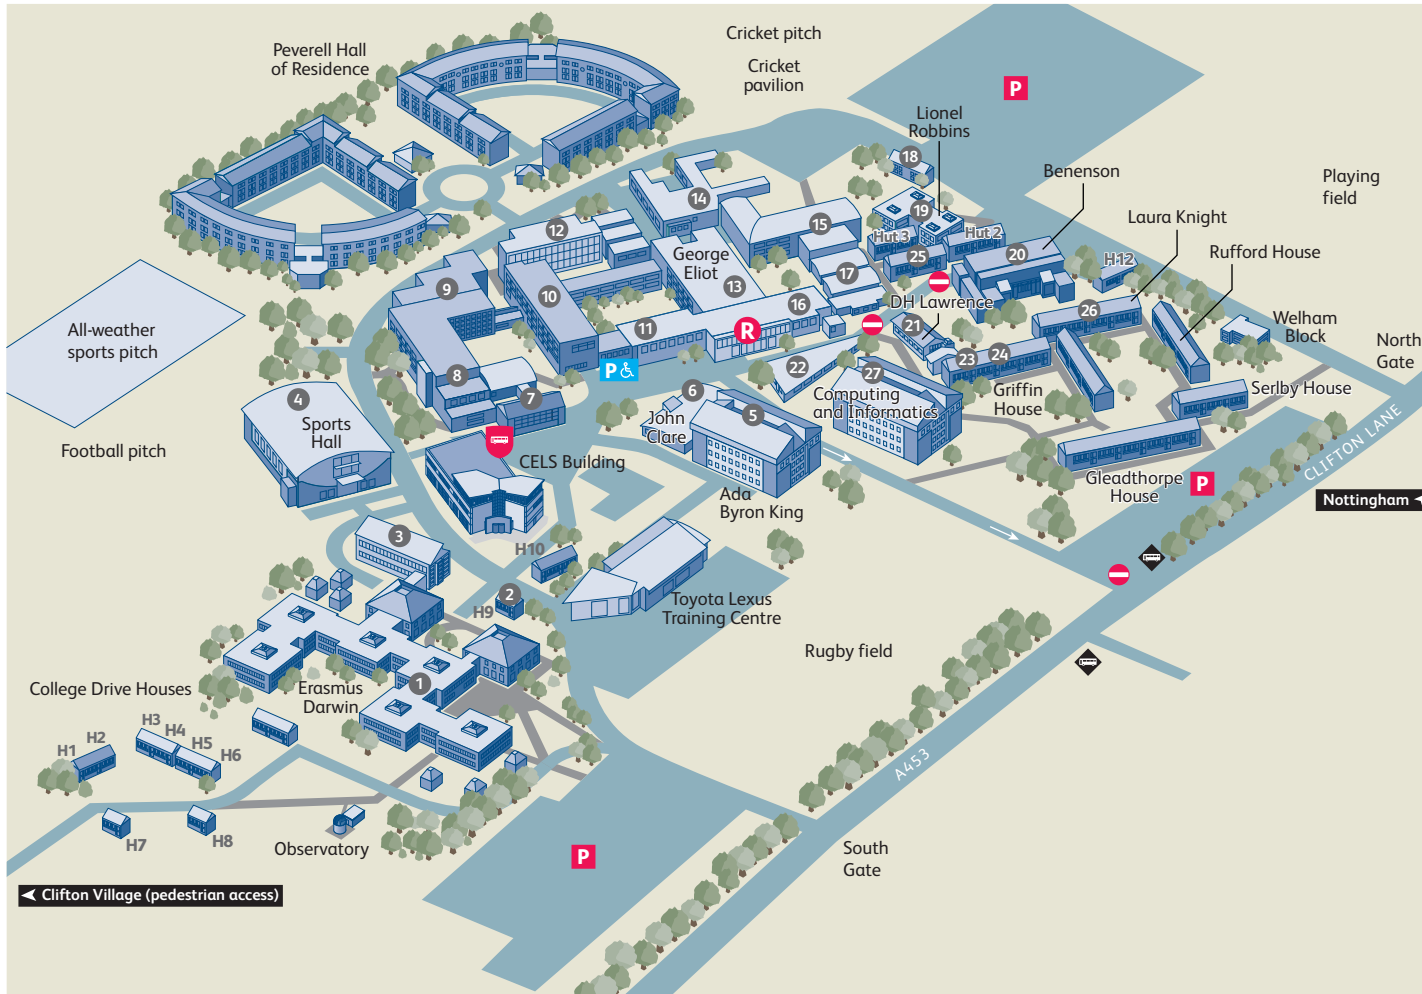 Cricket pitch
Peverell Hall
of Residence
Cricket
pavilion
P
Lionel
Robbins
18
Benenson
Playing
field
14
19
Laura Knight
12
15
Hut 3
Hut 2
Rufford House
George
Eliot
25
20
H12
9
10
13
17
16
DH Lawrence
26
All-weather
sports pitch
11
R
21
Welham
Block
North
Gate
8
P
22
23
24
4
7
6
27
Computing
and Informatics
Griffin
House
Serlby House
Sports
Hall
John
Clare
5
Football pitch
CELS Building
CLIFTON LANE
Gleadthorpe
House
P
Ada
Byron King
Nottingham
3
H10
2
H9
Toyota Lexus
Training Centre
Rugby field
College Drive Houses
Erasmus
Darwin
1
H3
H4
H5
H6
H1
H2
A453
H7
H8
Observatory
South
Gate
P
Clifton Village (pedestrian access)